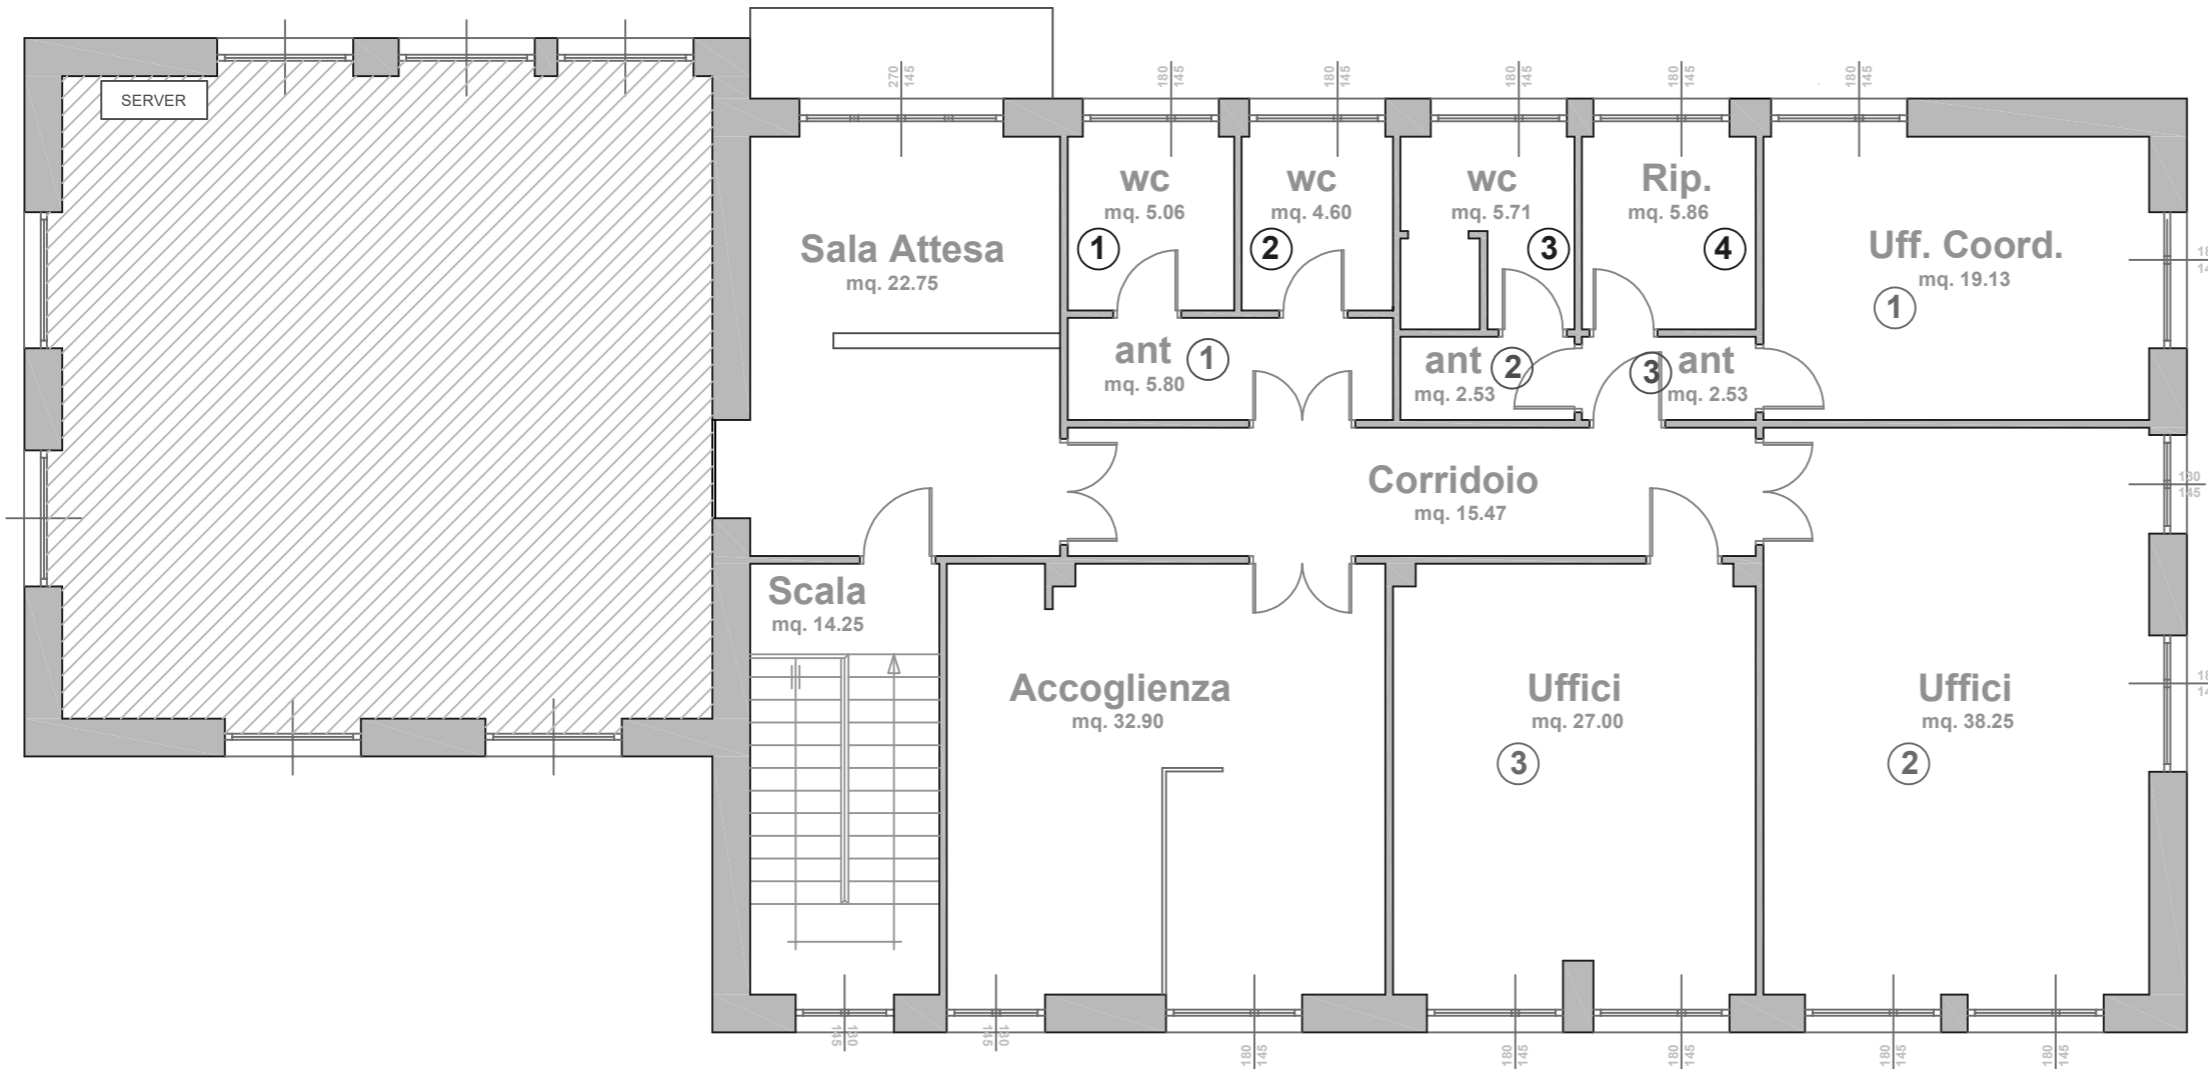 270
145
180
145
180
145
180
145
180
145
180
145
SERVER
wc
mq. 5.06
1
wc
mq. 4.60
2
wc
mq. 5.71
3
Rip.
mq. 5.86
4
Sala Attesa
mq. 22.75
Uff. Coord.
mq. 19.13
1
ant
mq. 5.80
1
ant
mq. 2.53
2
3
ant
mq. 2.53
Corridoio
mq. 15.47
145
Scala
mq. 14.25
Accoglienza
mq. 32.90
Uffici
mq. 27.00
3
Uffici
mq. 38.25
2
145
145
180
145
180
145
180
145
180
145
180
145